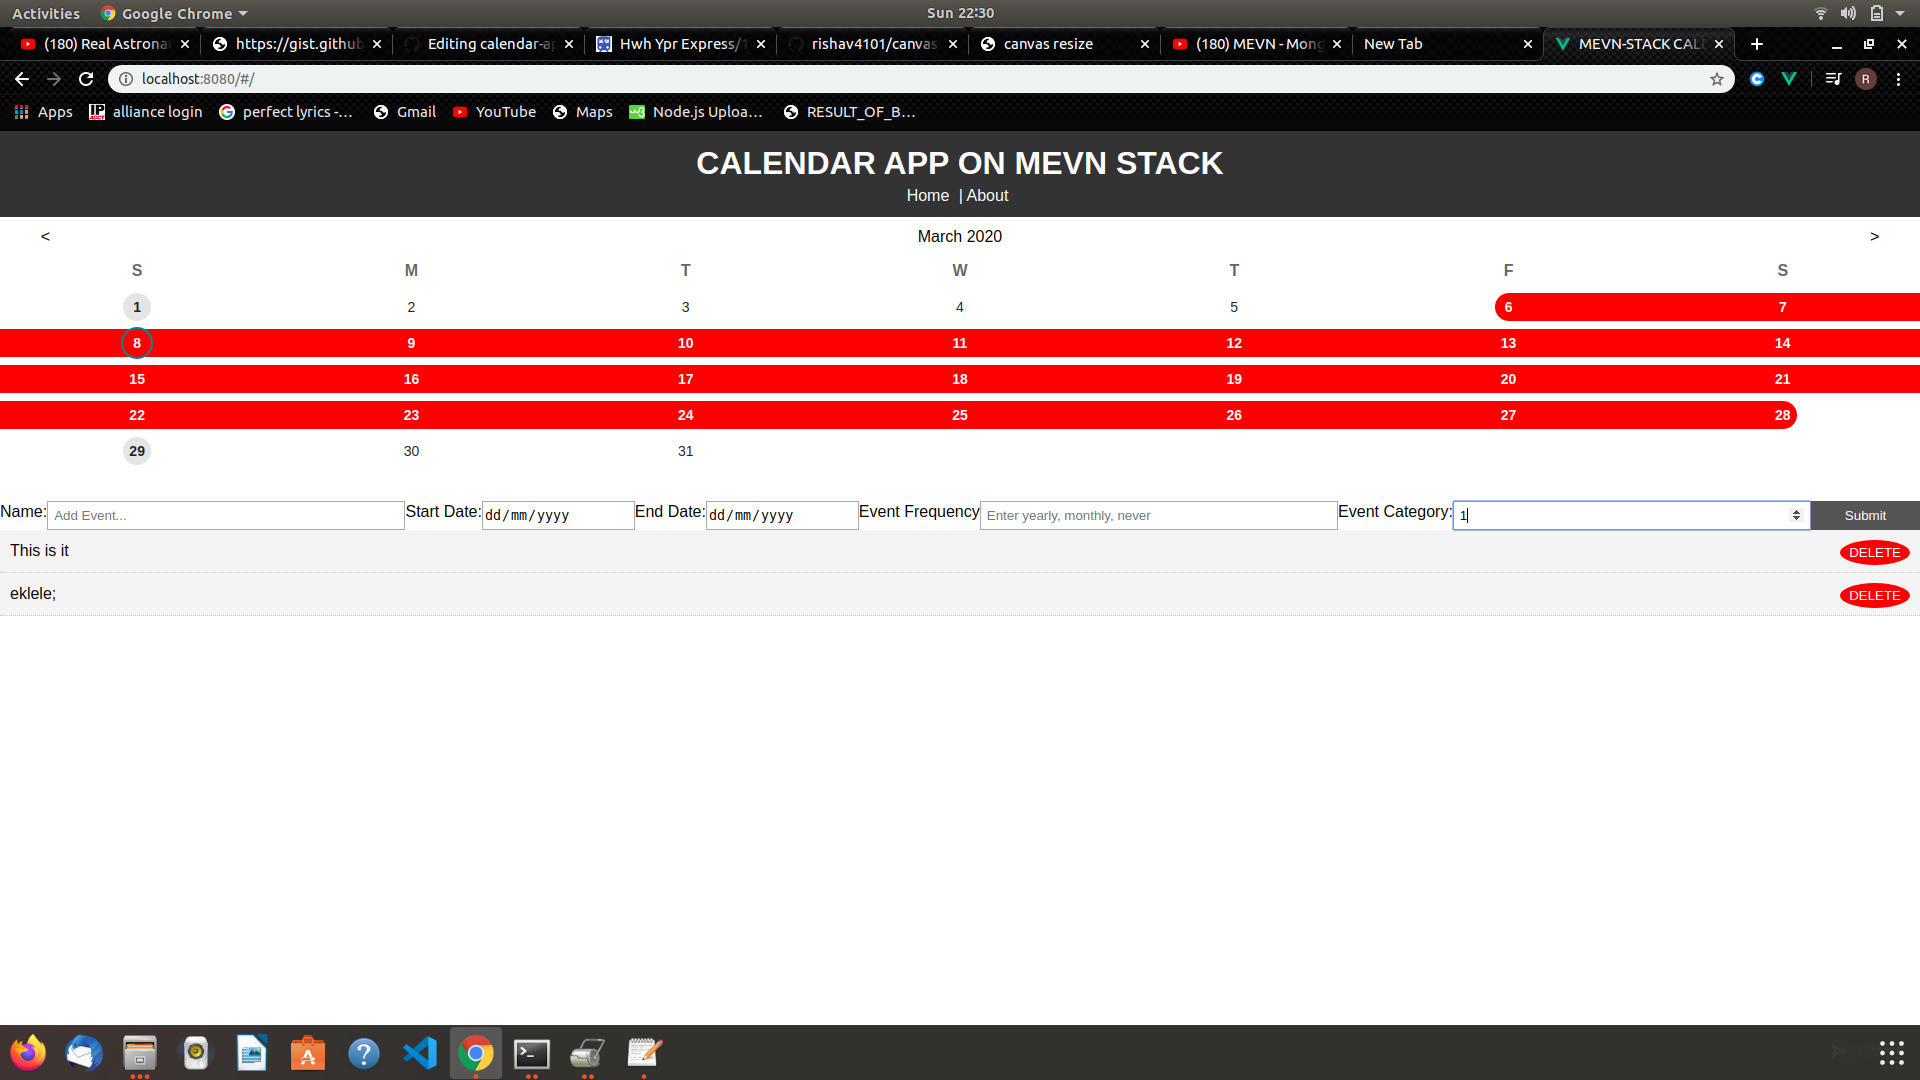 Activities Google Chrome Sun 22:30
(180) Real Astrona https://gist.github Editing calendar-a Hwh Ypr Express/1 rishav4101/canvas canvas resize (180) MEVN - Mong New Tab MEVN-STACK CAL
localhost:8080/#/ R
Apps alliance login perfect lyrics -... Gmail YouTube Maps Node.js Uploa... RESULT_OF_B...
CALENDAR APP ON MEVN STACK
Home | About
< March 2020 >
S M T W T F S
1 2 3 4 5 6 7
8 9 10 11 12 13 14
15 16 17 18 19 20 21
22 23 24 25 26 27 28
29 30 31
Name: Add Event... Start Date: dd/mm/yyyy End Date: dd/mm/yyyy Event Frequency Enter yearly, monthly, never Event Category: 1 Submit
This is it DELETE
eklele; DELETE